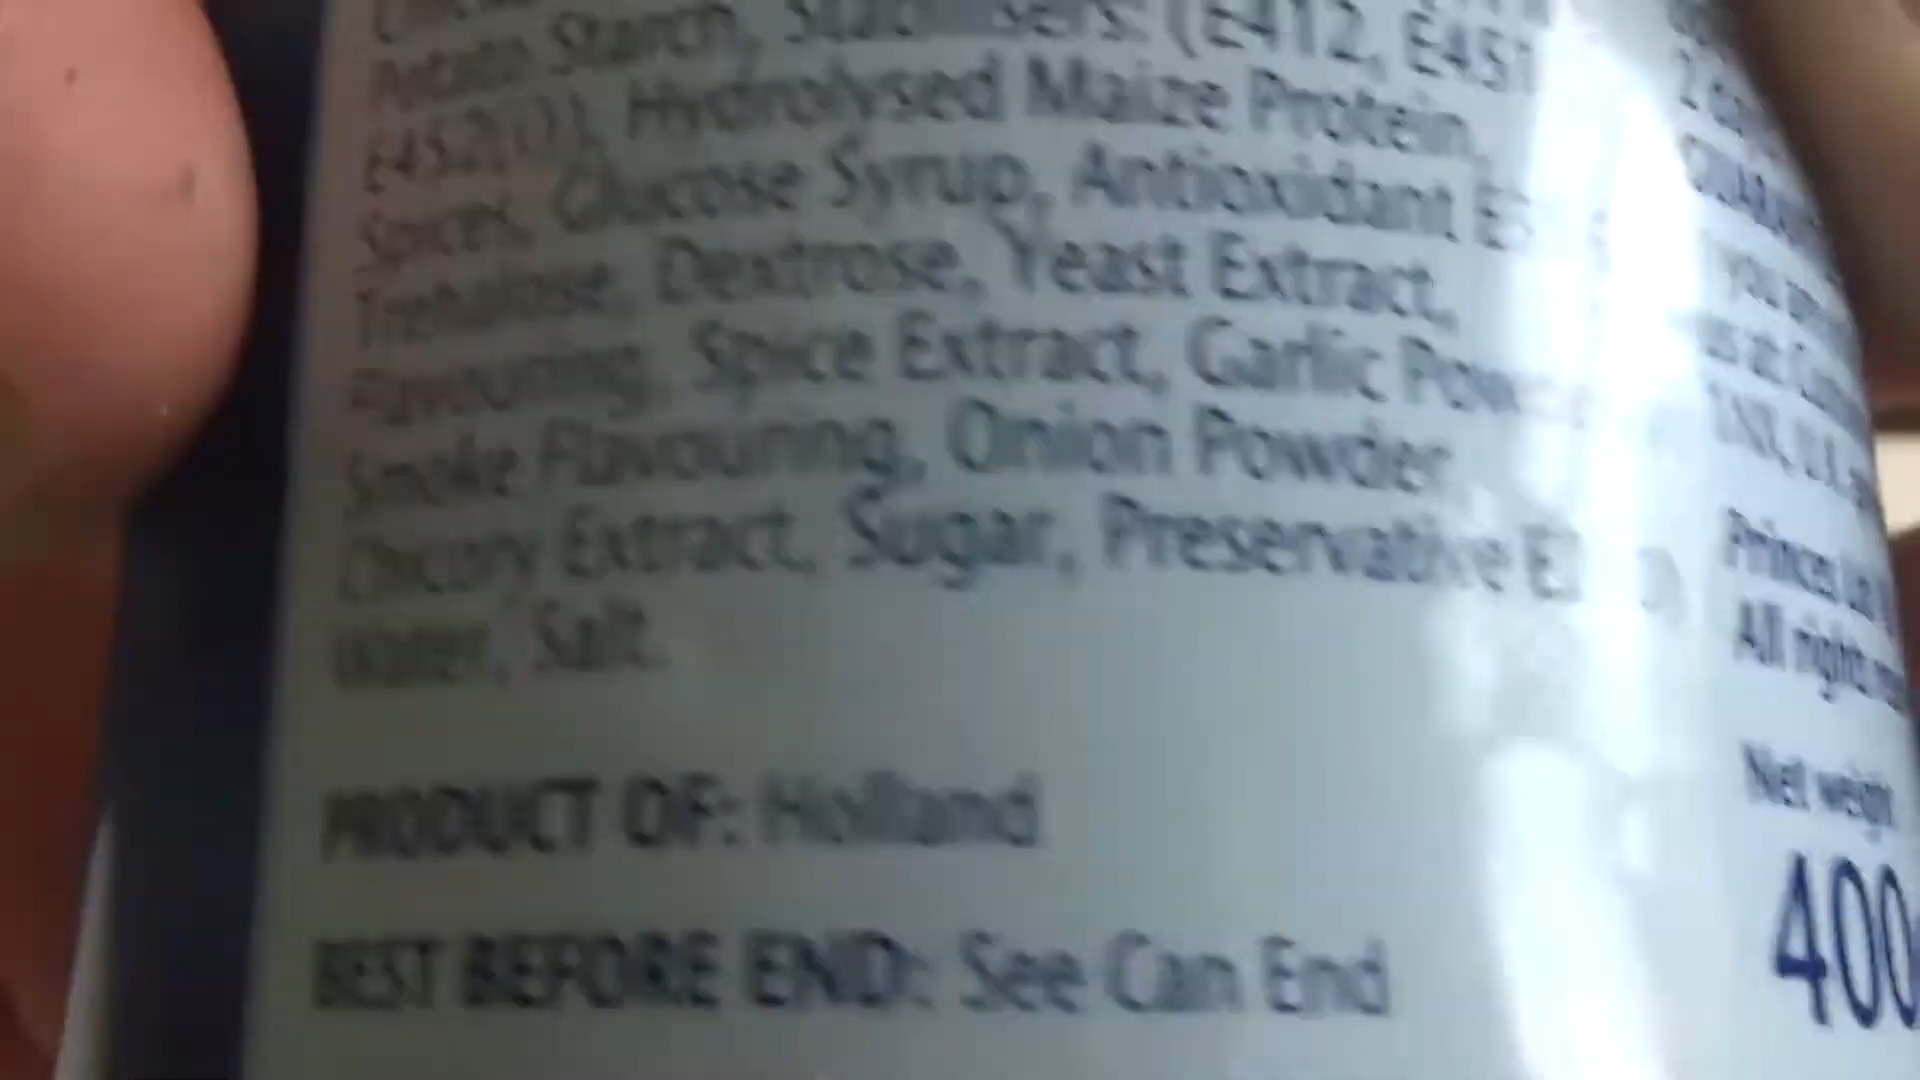 Potato Starch, Stabilisers: (E412, E451
E452(i)), Hydrolysed Maize Protein,
Spices, Glucose Syrup, Antioxidant
Trehalose, Dextrose, Yeast Extract,
Flavouring, Spice Extract, Garlic
Smoke Flavouring, Onion Powder,
Chicory Extract, Sugar, Preservative
Water, Salt.
PRODUCT OF: Holland
BEST BEFORE END: See Can End
you
Princes
All rights
Net weight
400